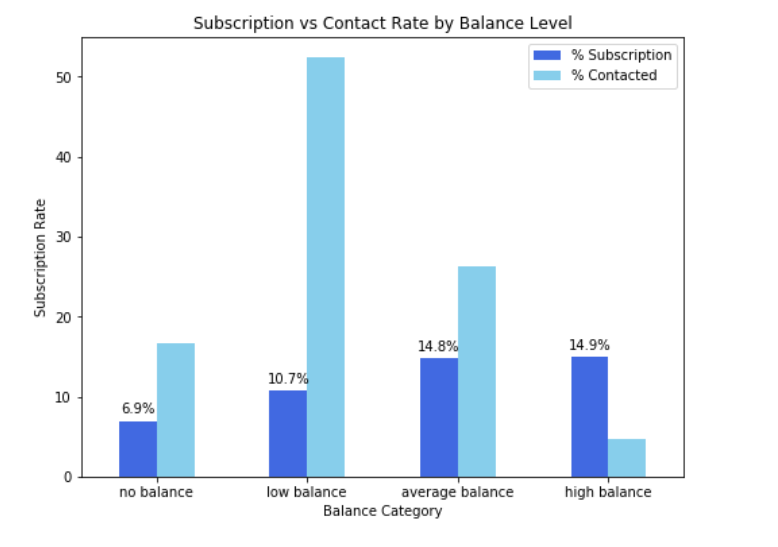 Subscription vs Contact Rate by Balance Level
% Subscription
% Contacted
Subscription Rate
50
40
30
20
10
0
6.9%
10.7%
14.8%
14.9%
no balance
low balance
average balance
high balance
Balance Category